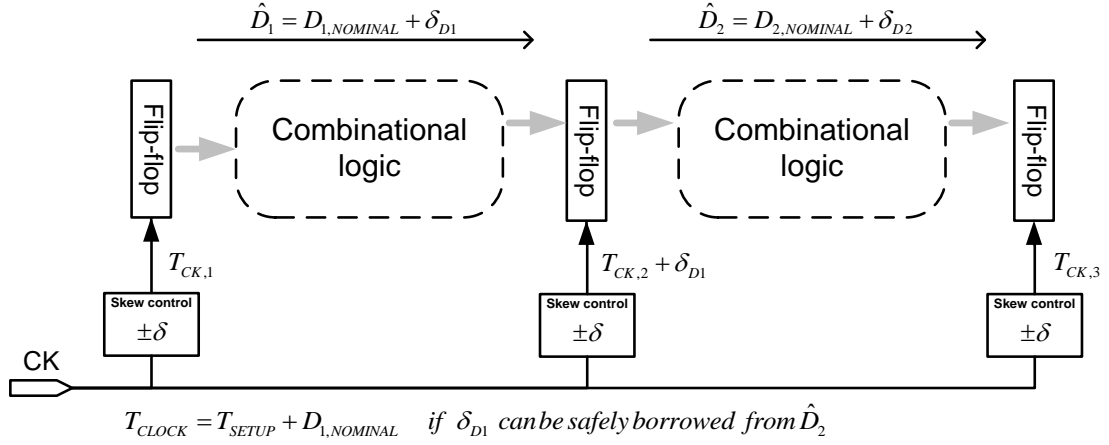 D̂₁ = D₁,NOMINAL + δD1
D̂₂ = D₂,NOMINAL + δD2
Flip-flop
Combinational
logic
Flip-flop
Combinational
logic
Flip-flop
TCK,1
TCK,2 + δD1
TCK,3
Skew control
±δ
Skew control
±δ
Skew control
±δ
CK
TCLOCK = TSETUP + D₁,NOMINAL if δD1 can be safely borrowed from D̂₂